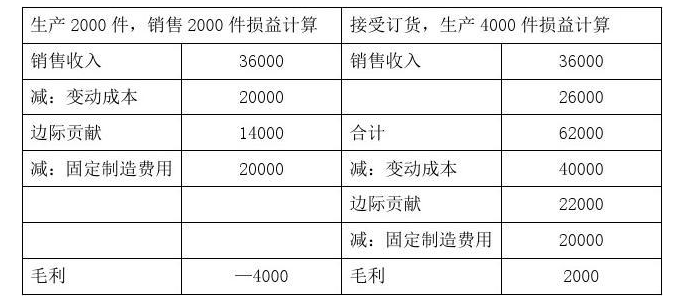 生产 2000 件，销售 2000 件损益计算 接受订货，生产 4000 件损益计算
销售收入 36000 销售收入 36000
减：变动成本 20000 26000
边际贡献 14000 合计 62000
减：固定制造费用 20000 减：变动成本 40000
边际贡献 22000
减：固定制造费用 20000
毛利 —4000 毛利 2000